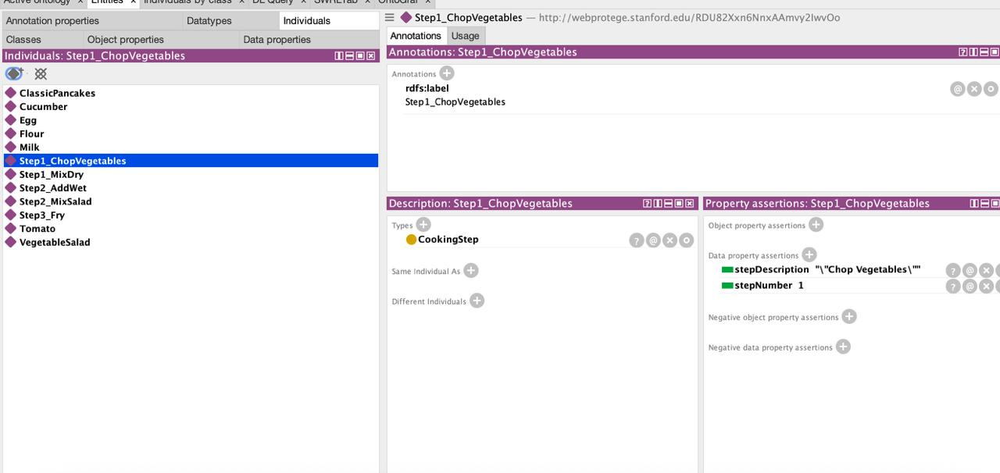 Active ontology × Entities × Individuals by class × DL Query × SWRLTab × OntoGraf ×
Annotation properties Datatypes Individuals
Classes Object properties Data properties
Individuals: Step1_ChopVegetables
ClassicPancakes
Cucumber
Egg
Flour
Milk
Step1_ChopVegetables
Step1_MixDry
Step2_AddWet
Step2_MixSalad
Step3_Fry
Tomato
VegetableSalad
Step1_ChopVegetables — http://webprotege.stanford.edu/RDU82Xxn6NnxAAmvy2IwvOo
Annotations Usage
Annotations: Step1_ChopVegetables
Annotations
rdfs:label
Step1_ChopVegetables
Description: Step1_ChopVegetables
Types
CookingStep
Same Individual As
Different Individuals
Property assertions: Step1_ChopVegetables
Object property assertions
Data property assertions
stepDescription "\"Chop Vegetables\""
stepNumber 1
Negative object property assertions
Negative data property assertions